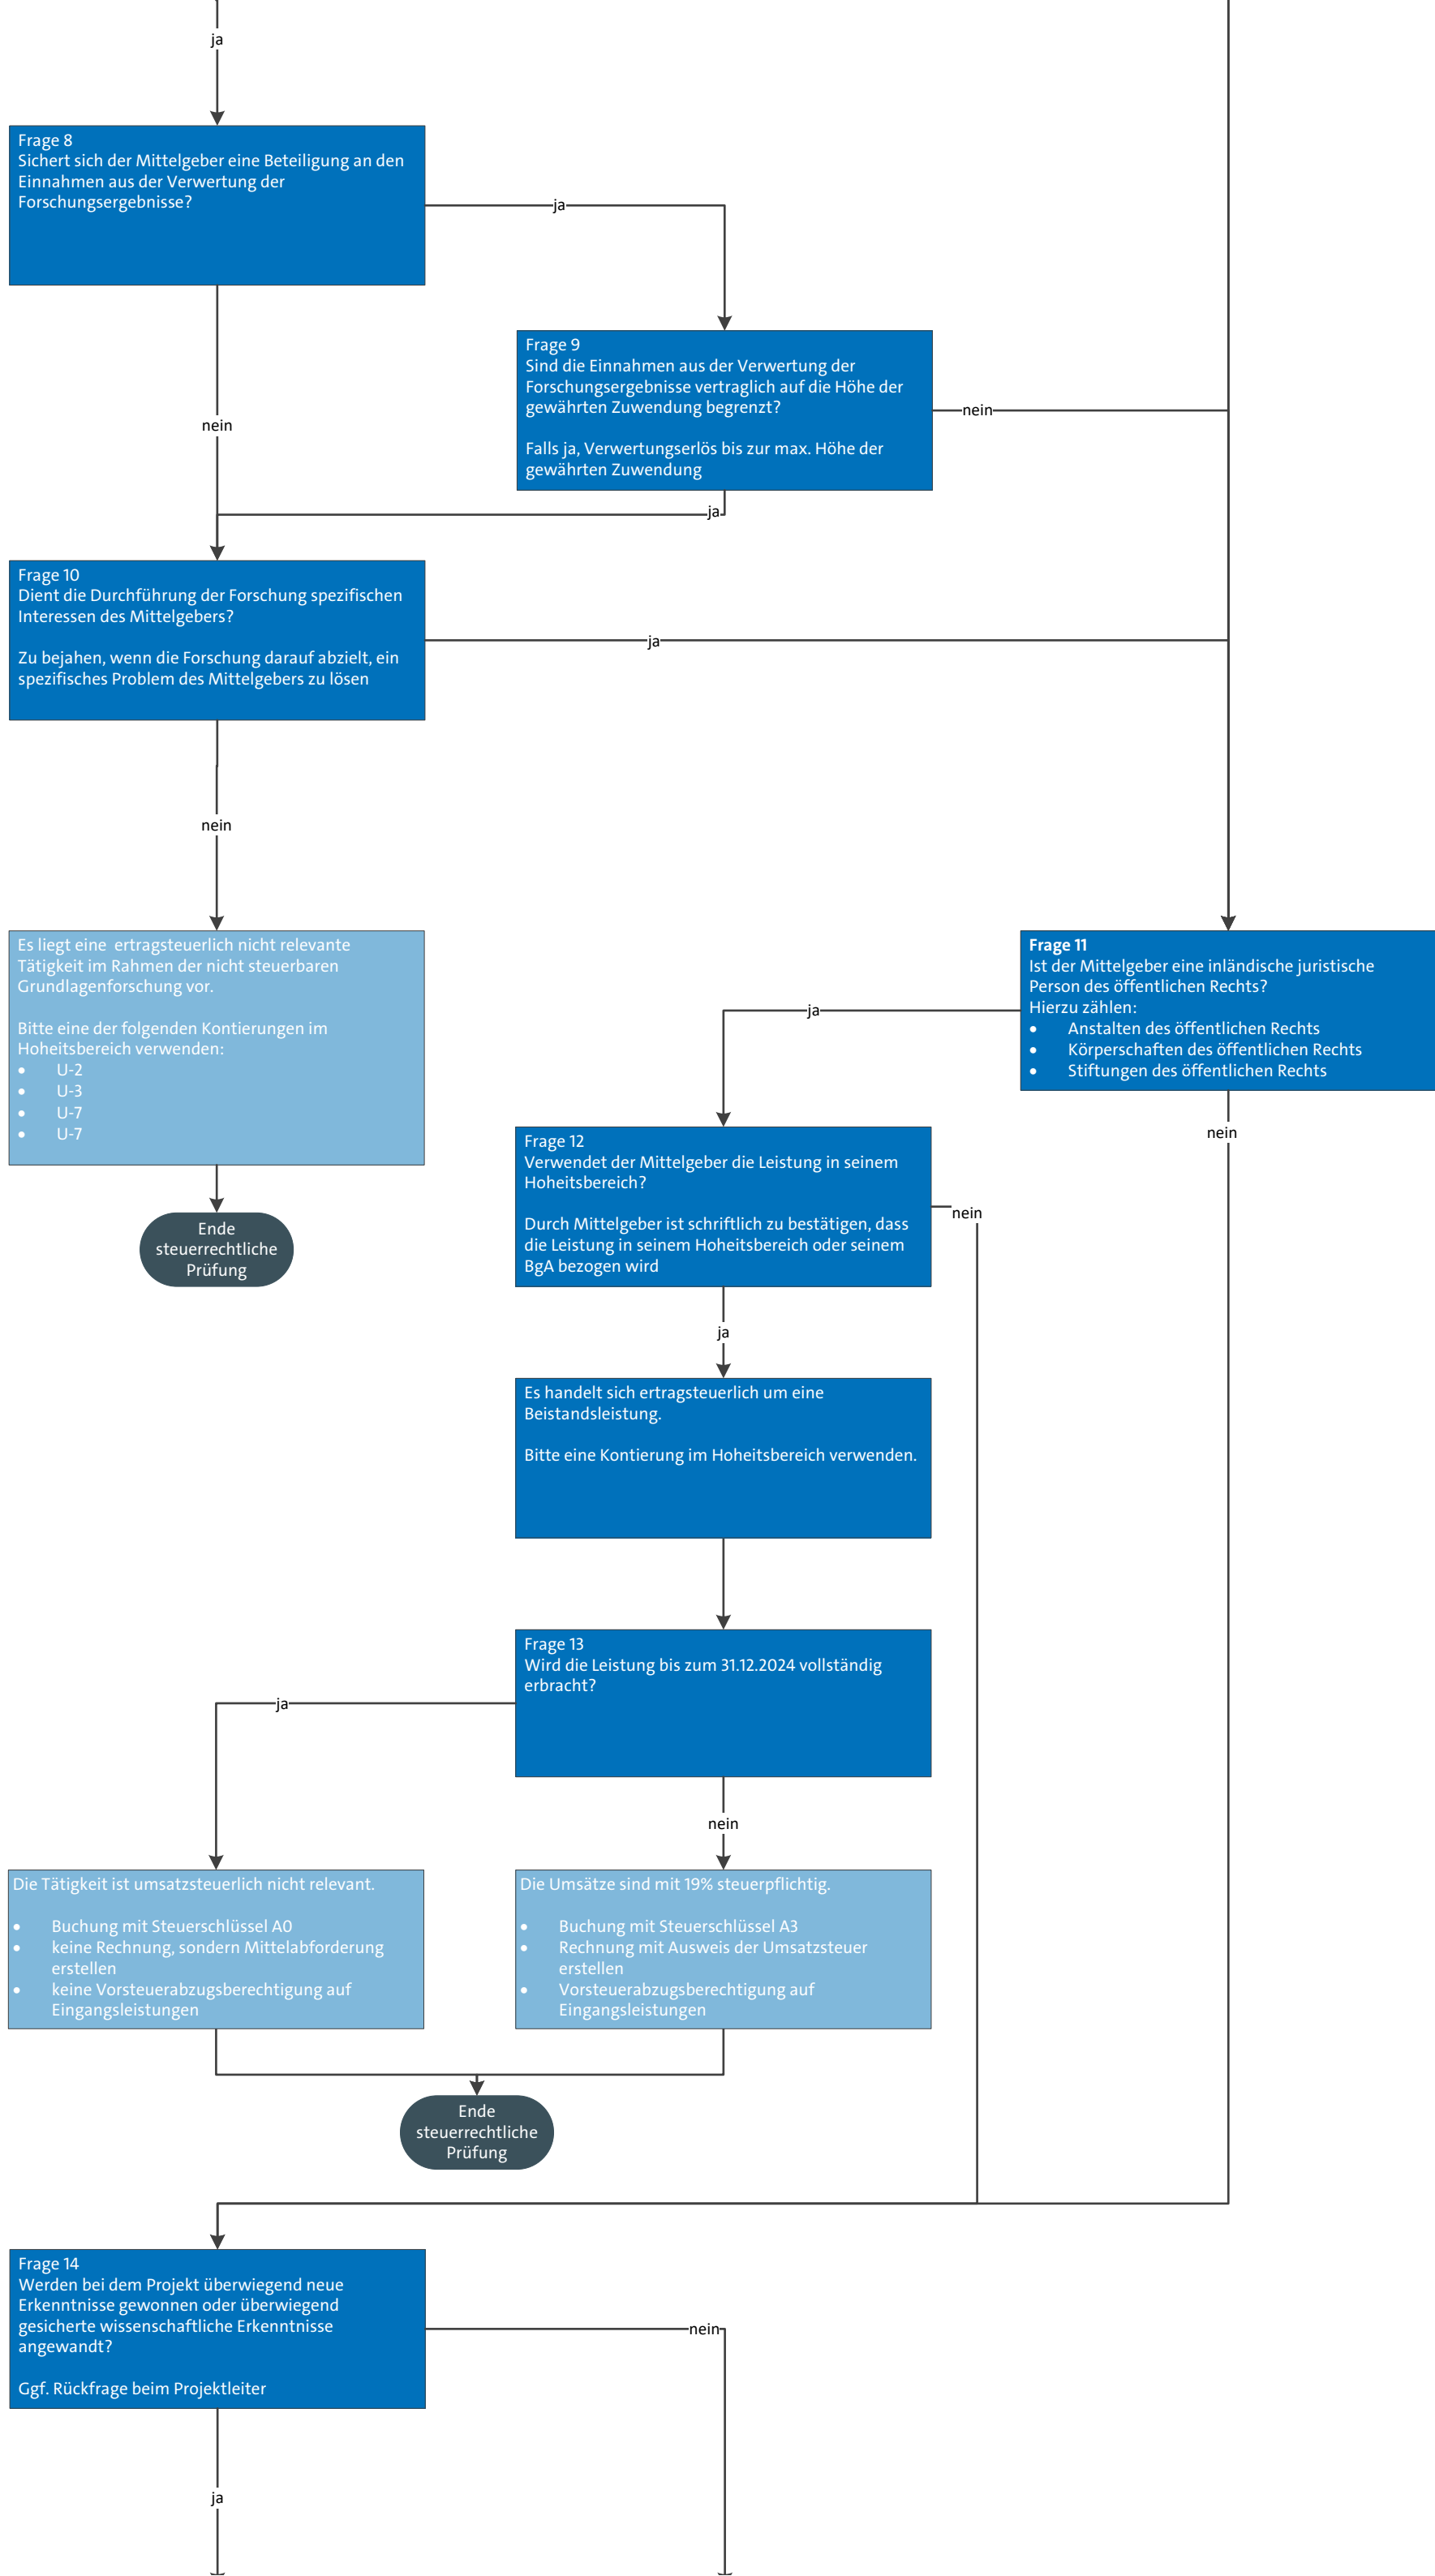 ja
Frage 8
Sichert sich der Mittelgeber eine Beteiligung an den
Einnahmen aus der Verwertung der
Forschungsergebnisse?
ja
nein
Frage 9
Sind die Einnahmen aus der Verwertung der
Forschungsergebnisse vertraglich auf die Höhe der
gewährten Zuwendung begrenzt?
Falls ja, Verwertungserlös bis zur max. Höhe der
gewährten Zuwendung
nein
ja
Frage 10
Dient die Durchführung der Forschung spezifischen
Interessen des Mittelgebers?
Zu bejahen, wenn die Forschung darauf abzielt, ein
spezifisches Problem des Mittelgebers zu lösen
ja
nein
Es liegt eine  ertragsteuerlich nicht relevante
Tätigkeit im Rahmen der nicht steuerbaren
Grundlagenforschung vor.
Bitte eine der folgenden Kontierungen im
Hoheitsbereich verwenden:
• U-2
• U-3
• U-7
• U-7
Ende
steuerrechtliche
Prüfung
Frage 11
Ist der Mittelgeber eine inländische juristische
Person des öffentlichen Rechts?
Hierzu zählen:
• Anstalten des öffentlichen Rechts
• Körperschaften des öffentlichen Rechts
• Stiftungen des öffentlichen Rechts
ja
nein
Frage 12
Verwendet der Mittelgeber die Leistung in seinem
Hoheitsbereich?
Durch Mittelgeber ist schriftlich zu bestätigen, dass
die Leistung in seinem Hoheitsbereich oder seinem
BgA bezogen wird
nein
ja
Es handelt sich ertragsteuerlich um eine
Beistandsleistung.
Bitte eine Kontierung im Hoheitsbereich verwenden.
Frage 13
Wird die Leistung bis zum 31.12.2024 vollständig
erbracht?
ja
nein
Die Tätigkeit ist umsatzsteuerlich nicht relevant.
• Buchung mit Steuerschlüssel A0
• keine Rechnung, sondern Mittelabforderung
erstellen
• keine Vorsteuerabzugsberechtigung auf
Eingangsleistungen
Die Umsätze sind mit 19% steuerpflichtig.
• Buchung mit Steuerschlüssel A3
• Rechnung mit Ausweis der Umsatzsteuer
erstellen
• Vorsteuerabzugsberechtigung auf
Eingangsleistungen
Ende
steuerrechtliche
Prüfung
Frage 14
Werden bei dem Projekt überwiegend neue
Erkenntnisse gewonnen oder überwiegend
gesicherte wissenschaftliche Erkenntnisse
angewandt?
Ggf. Rückfrage beim Projektleiter
nein
ja